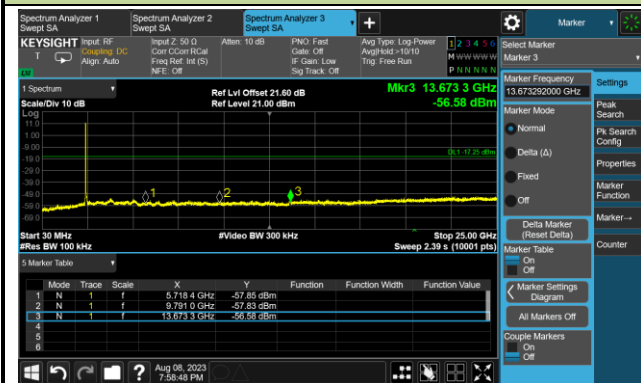 Spectrum Analyzer 1
Swept SA
Spectrum Analyzer 2
Swept SA
Spectrum Analyzer 3
Swept SA
Marker
KEYSIGHT
T
Input: RF
Coupling: DC
Align: Auto
Input Z: 50 Ω
Corr CCorr RCal
Freq Ref: Int (S)
NFE: Off
Atten: 10 dB
PNO: Fast
Gate: Off
IF Gain: Low
Sig Track: Off
Avg Type: Log-Power
Avg|Hold:>10/10
Trig: Free Run
1 2 3 4 5 6
M W W W W W
P N N N N N
Select Marker
Marker 3
1 Spectrum
Scale/Div 10 dB
Log
Ref Lvl Offset 21.60 dB
Ref Level 21.00 dBm
Mkr3 13.673 3 GHz
-56.58 dBm
11.0
1.00
-9.00
-19.0
-29.0
-39.0
-49.0
-59.0
-69.0
DL1 -17.25 dBm
1
2
3
Start 30 MHz
#Res BW 100 kHz
#Video BW 300 kHz
Stop 25.00 GHz
Sweep 2.39 s (10001 pts)
5 Marker Table
Mode Trace Scale X Y Function Function Width Function Value
1 N 1 f 5.718 4 GHz -57.85 dBm
2 N 1 f 9.791 0 GHz -57.83 dBm
3 N 1 f 13.673 3 GHz -56.58 dBm
4
5
6
Marker Frequency
13.673292000 GHz
Marker Mode
Normal
Delta (Δ)
Fixed
Off
Delta Marker
(Reset Delta)
Marker Table
On
Off
Marker Settings
Diagram
All Markers Off
Couple Markers
On
Off
Settings
Peak
Search
Pk Search
Config
Properties
Marker
Function
Marker→
Counter
?
Aug 08, 2023
7:58:48 PM